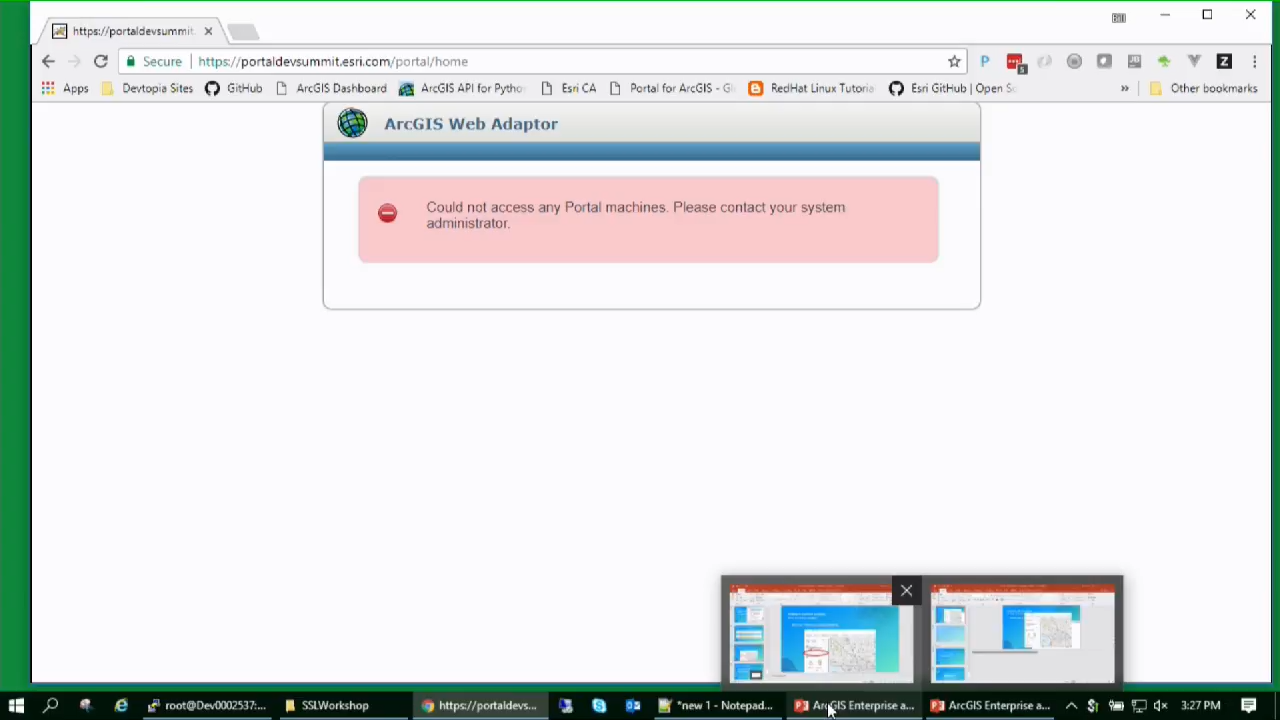 https://portaldevsummit.
Secure
https://portaldevsummit.esri.com/portal/home
5
Z
Apps
Devtopia Sites
GitHub
ArcGIS Dashboard
ArcGIS API for Pytho
Esri CA
Portal for ArcGIS - Gi
RedHat Linux Tutoria
Esri GitHub | Open So
»
Other bookmarks
ArcGIS Web Adaptor
Could not access any Portal machines. Please contact your system
administrator.
root@Dev0002537:...
SSLWorkshop
https://portaldevs...
*new 1 - Notepad...
ArcGIS Enterprise a...
ArcGIS Enterprise a...
3:27 PM